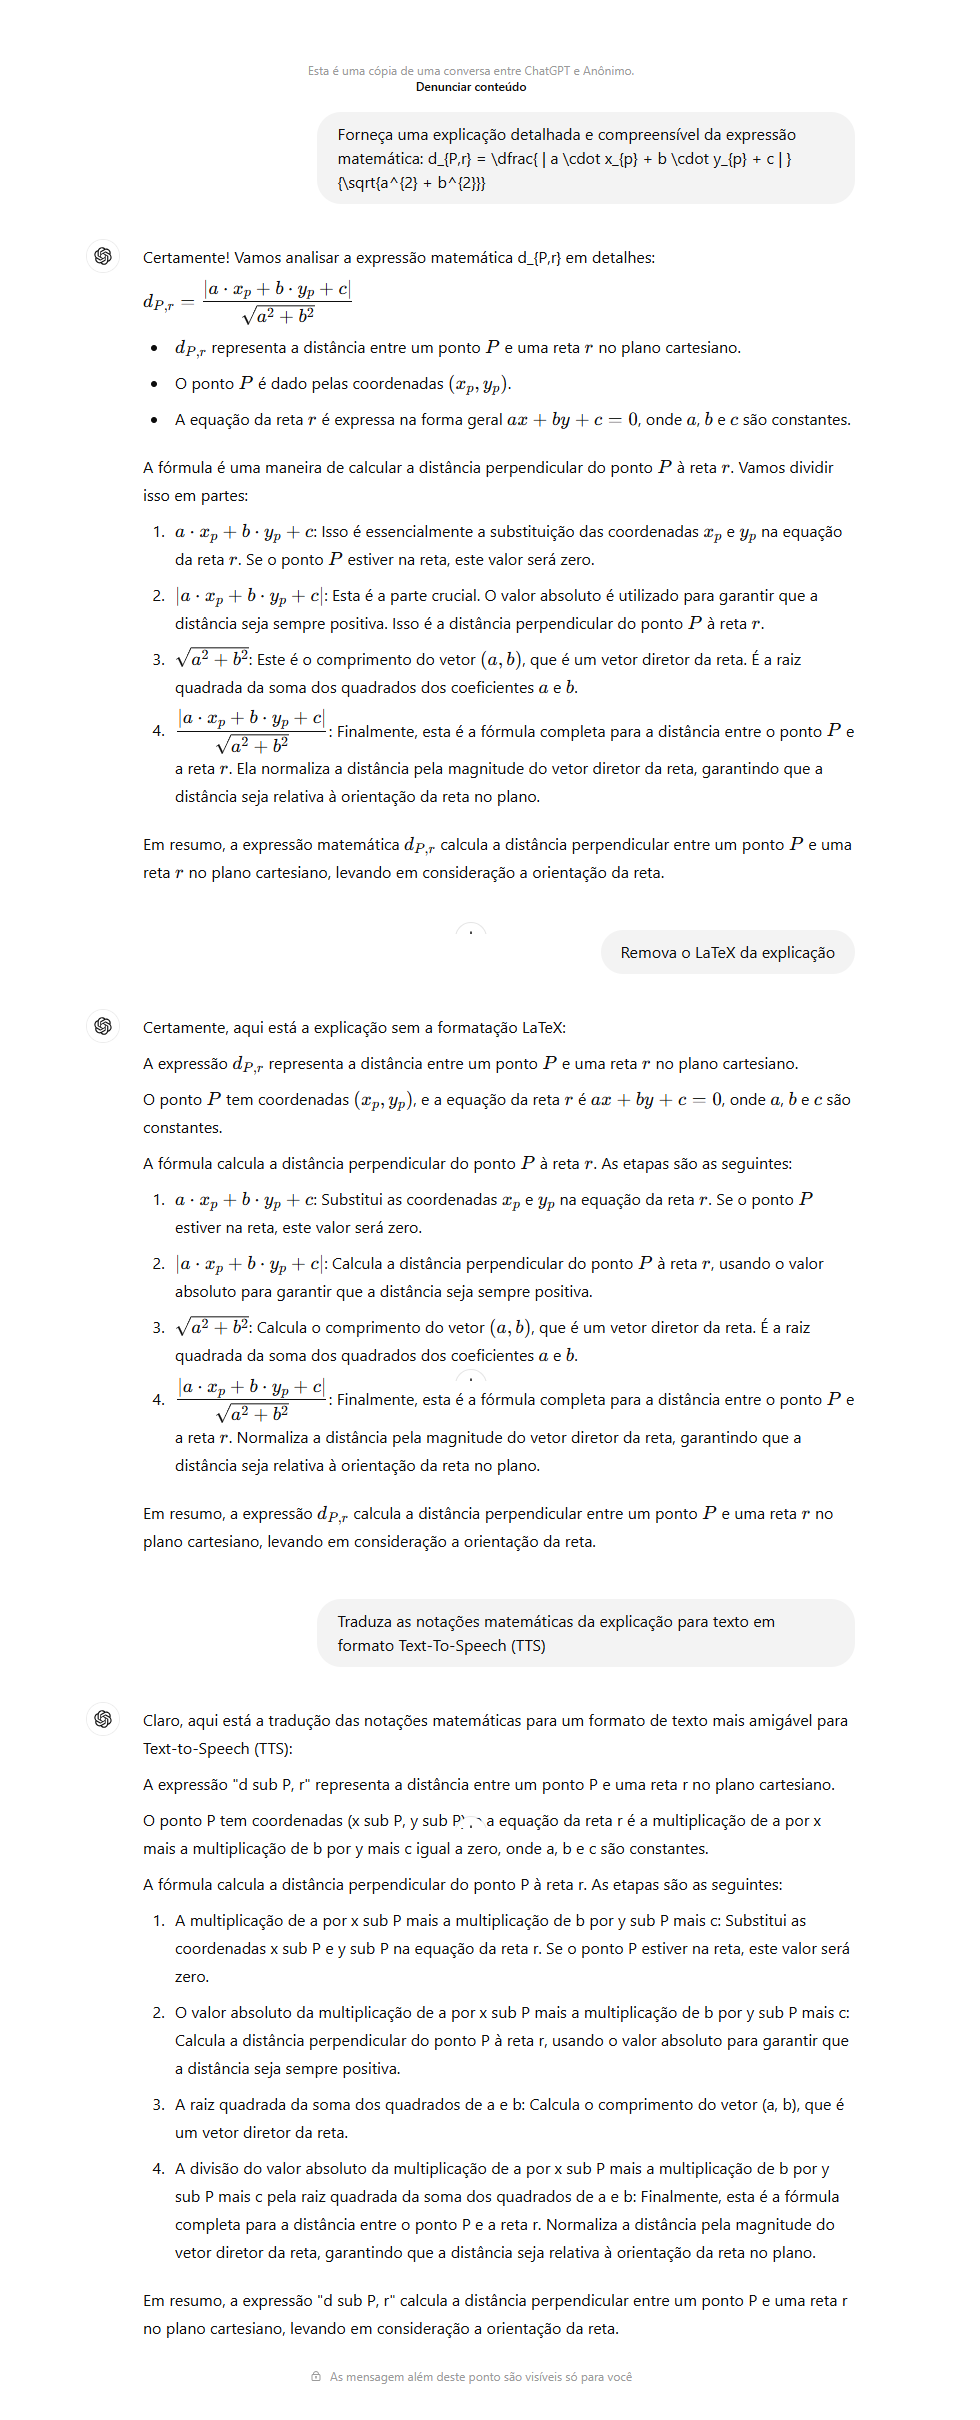 Esta é uma cópia de uma conversa entre ChatGPT e Anônimo.
Denunciar conteúdo
Forneça uma explicação detalhada e compreensível da expressão
matemática: d_{P,r} = \dfrac{ | a \cdot x_{p} + b \cdot y_{p} + c | }
{\sqrt{a^{2} + b^{2}}}
Certamente! Vamos analisar a expressão matemática d_{P,r} em detalhes:
d_{P,r} = \frac{|a \cdot x_p + b \cdot y_p + c|}{\sqrt{a^2 + b^2}}
• d_{P,r} representa a distância entre um ponto P e uma reta r no plano cartesiano.
• O ponto P é dado pelas coordenadas (x_p, y_p).
• A equação da reta r é expressa na forma geral ax + by + c = 0, onde a, b e c são constantes.
A fórmula é uma maneira de calcular a distância perpendicular do ponto P à reta r. Vamos dividir
isso em partes:
1. a · x_p + b · y_p + c: Isso é essencialmente a substituição das coordenadas x_p e y_p na equação
da reta r. Se o ponto P estiver na reta, este valor será zero.
2. |a · x_p + b · y_p + c|: Esta é a parte crucial. O valor absoluto é utilizado para garantir que a
distância seja sempre positiva. Isso é a distância perpendicular do ponto P à reta r.
3. \sqrt{a^2 + b^2}: Este é o comprimento do vetor (a, b), que é um vetor diretor da reta. É a raiz
quadrada da soma dos quadrados dos coeficientes a e b.
4. \frac{|a \cdot x_p + b \cdot y_p + c|}{\sqrt{a^2 + b^2}}: Finalmente, esta é a fórmula completa para a distância entre o ponto P e
a reta r. Ela normaliza a distância pela magnitude do vetor diretor da reta, garantindo que a
distância seja relativa à orientação da reta no plano.
Em resumo, a expressão matemática d_{P,r} calcula a distância perpendicular entre um ponto P e uma
reta r no plano cartesiano, levando em consideração a orientação da reta.
Remova o LaTeX da explicação
Certamente, aqui está a explicação sem a formatação LaTeX:
A expressão d_{P,r} representa a distância entre um ponto P e uma reta r no plano cartesiano.
O ponto P tem coordenadas (x_p, y_p), e a equação da reta r é ax + by + c = 0, onde a, b e c são
constantes.
A fórmula calcula a distância perpendicular do ponto P à reta r. As etapas são as seguintes:
1. a · x_p + b · y_p + c: Substitui as coordenadas x_p e y_p na equação da reta r. Se o ponto P
estiver na reta, este valor será zero.
2. |a · x_p + b · y_p + c|: Calcula a distância perpendicular do ponto P à reta r, usando o valor
absoluto para garantir que a distância seja sempre positiva.
3. \sqrt{a^2 + b^2}: Calcula o comprimento do vetor (a, b), que é um vetor diretor da reta. É a raiz
quadrada da soma dos quadrados dos coeficientes a e b.
4. \frac{|a \cdot x_p + b \cdot y_p + c|}{\sqrt{a^2 + b^2}}: Finalmente, esta é a fórmula completa para a distância entre o ponto P e
a reta r. Normaliza a distância pela magnitude do vetor diretor da reta, garantindo que a
distância seja relativa à orientação da reta no plano.
Em resumo, a expressão d_{P,r} calcula a distância perpendicular entre um ponto P e uma reta r no
plano cartesiano, levando em consideração a orientação da reta.
Traduza as notações matemáticas da explicação para texto em
formato Text-To-Speech (TTS)
Claro, aqui está a tradução das notações matemáticas para um formato de texto mais amigável para
Text-to-Speech (TTS):
A expressão "d sub P, r" representa a distância entre um ponto P e uma reta r no plano cartesiano.
O ponto P tem coordenadas (x sub P, y sub P) a equação da reta r é a multiplicação de a por x
mais a multiplicação de b por y mais c igual a zero, onde a, b e c são constantes.
A fórmula calcula a distância perpendicular do ponto P à reta r. As etapas são as seguintes:
1. A multiplicação de a por x sub P mais a multiplicação de b por y sub P mais c: Substitui as
coordenadas x sub P e y sub P na equação da reta r. Se o ponto P estiver na reta, este valor será
zero.
2. O valor absoluto da multiplicação de a por x sub P mais a multiplicação de b por y sub P mais c:
Calcula a distância perpendicular do ponto P à reta r, usando o valor absoluto para garantir que
a distância seja sempre positiva.
3. A raiz quadrada da soma dos quadrados de a e b: Calcula o comprimento do vetor (a, b), que é
um vetor diretor da reta.
4. A divisão do valor absoluto da multiplicação de a por x sub P mais a multiplicação de b por y
sub P mais c pela raiz quadrada da soma dos quadrados de a e b: Finalmente, esta é a fórmula
completa para a distância entre o ponto P e a reta r. Normaliza a distância pela magnitude do
vetor diretor da reta, garantindo que a distância seja relativa à orientação da reta no plano.
Em resumo, a expressão "d sub P, r" calcula a distância perpendicular entre um ponto P e uma reta r
no plano cartesiano, levando em consideração a orientação da reta.
As mensagem além deste ponto são visíveis só para você